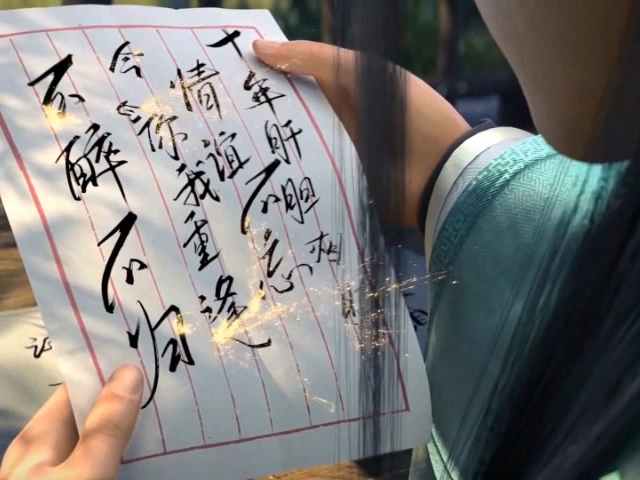 十年肝胆
情谊不忘
今你我重逢
不醉不归